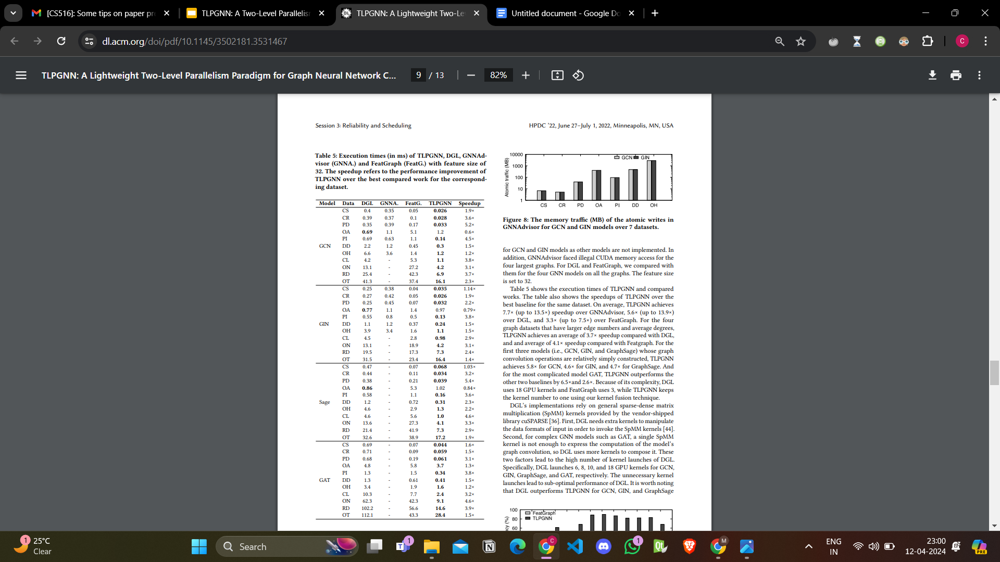 [CS516]: Some tips on paper pr
TLPGNN: A Two-Level Parallelis
TLPGNN: A Lightweight Two-Le
Untitled document - Google Do
dl.acm.org/doi/pdf/10.1145/3502181.3531467
C
TLPGNN: A Lightweight Two-Level Parallelism Paradigm for Graph Neural Network C...
9 / 13
82%
Session 3: Reliability and Scheduling
HPDC ’22, June 27–July 1, 2022, Minneapolis, MN, USA
Table 5: Execution times (in ms) of TLPGNN, DGL, GNNAd-
visor (GNNA.) and FeatGraph (FeatG.) with feature size of
32. The speedup refers to the performance improvement of
TLPGNN over the best compared work for the correspond-
ing dataset.
Model Data DGL GNNA. FeatG. TLPGNN Speedup
CS 0.4 0.35 0.05 0.026 1.9×
CR 0.39 0.37 0.1 0.028 3.6×
PD 0.35 0.39 0.17 0.033 5.2×
OA 0.69 1.1 5.1 1.2 0.6×
PI 0.69 0.63 1.1 0.14 4.5×
GCN DD 2.2 1.2 0.45 0.3 1.5×
OH 6.6 3.6 1.4 1.2 1.2×
CL 4.2 - 5.3 1.1 3.8×
ON 13.1 - 27.2 4.2 3.1×
RD 25.4 - 42.3 6.9 3.7×
OT 41.3 - 37.4 16.1 2.3×
CS 0.25 0.38 0.04 0.035 1.14×
CR 0.27 0.42 0.05 0.026 1.9×
PD 0.25 0.45 0.07 0.032 2.2×
OA 0.77 1.1 1.4 0.97 0.79×
PI 0.55 0.8 0.5 0.13 3.8×
GIN DD 1.1 1.2 0.37 0.24 1.5×
OH 3.9 3.4 1.6 1.1 1.5×
CL 4.5 - 2.8 0.98 2.9×
ON 13.1 - 18.9 4.2 3.1×
RD 19.5 - 17.3 7.3 2.4×
OT 31.5 - 23.4 16.4 1.4×
CS 0.47 - 0.07 0.068 1.03×
CR 0.44 - 0.11 0.034 3.2×
PD 0.38 - 0.21 0.039 5.4×
OA 0.86 - 5.3 1.02 0.84×
PI 0.58 - 1.1 0.16 3.6×
Sage DD 1.2 - 0.72 0.31 2.3×
OH 4.6 - 2.9 1.3 2.2×
CL 4.6 - 5.6 1.0 4.6×
ON 13.6 - 27.3 4.1 3.3×
RD 21.4 - 41.9 7.3 2.9×
OT 32.6 - 38.9 17.2 1.9×
CS 0.69 - 0.07 0.044 1.6×
CR 0.71 - 0.09 0.059 1.5×
PD 0.68 - 0.19 0.061 3.1×
OA 4.8 - 5.8 3.7 1.3×
PI 1.3 - 1.5 0.34 3.8×
GAT DD 1.3 - 0.61 0.41 1.5×
OH 3.4 - 1.9 1.6 1.2×
CL 10.3 - 7.7 2.4 3.2×
ON 62.3 - 42.3 9.1 4.6×
RD 102.2 - 56.6 14.6 3.9×
OT 112.1 - 43.3 28.4 1.5×
Atomic traffic (MB)
10000
1000
100
10
1
GCN GIN
CS CR PD OA PI DD OH
Figure 8: The memory traffic (MB) of the atomic writes in
GNNAdvisor for GCN and GIN models over 7 datasets.
for GCN and GIN models as other models are not implemented. In
addition, GNNAdvisor faced illegal CUDA memory access for the
four largest graphs. For DGL and FeatGraph, we compared with
them for the four GNN models on all the graphs. The feature size
is set to 32.
Table 5 shows the execution times of TLPGNN and compared
works. The table also shows the speedups of TLPGNN over the
best baseline for the same dataset. On average, TLPGNN achieves
7.7× (up to 13.5×) speedup over GNNAdvisor, 5.6× (up to 13.9×)
over DGL, and 3.3× (up to 7.5×) over FeatGraph. For the four
graph datasets that have larger edge numbers and average degrees,
TLPGNN achieves an average of 3.7× speedup compared with DGL,
and and average of 4.1× speedup compared with Featgraph. For the
first three models (i.e., GCN, GIN, and GraphSage) whose graph
convolution operations are relatively simply constructed, TLPGNN
achieves 5.8× for GCN, 4.6× for GIN, and 4.7× for GraphSage. And
for the most complicated model GAT, TLPGNN outperforms the
other two baselines by 6.5×and 2.6×. Because of its complexity, DGL
uses 18 GPU kernels and FeatGraph uses 3, while TLPGNN keeps
the kernel number to one using our kernel fusion technique.
DGL’s implementations rely on general sparse-dense matrix
multiplication (SpMM) kernels provided by the vendor-shipped
library cuSPARSE [36]. First, DGL needs extra kernels to manipulate
the data formats of input in order to invoke the SpMM kernels [44].
Second, for complex GNN models such as GAT, a single SpMM
kernel is not enough to express the computation of the model’s
graph convolution, so DGL uses more kernels to compose it. These
two factors lead to the high number of kernel launches of DGL.
Specifically, DGL launches 6, 8, 10, and 18 GPU kernels for GCN,
GIN, GraphSage, and GAT, respectively. The unnecessary kernel
launches lead to sub-optimal performance of DGL. It is worth noting
that DGL outperforms TLPGNN for GCN, GIN, and GraphSage
100
80
60
cy (%)
FeatGraph
TLPGNN
1
25°C
Clear
Search
1
C
1
M
ENG
IN
23:00
12-04-2024
PRE